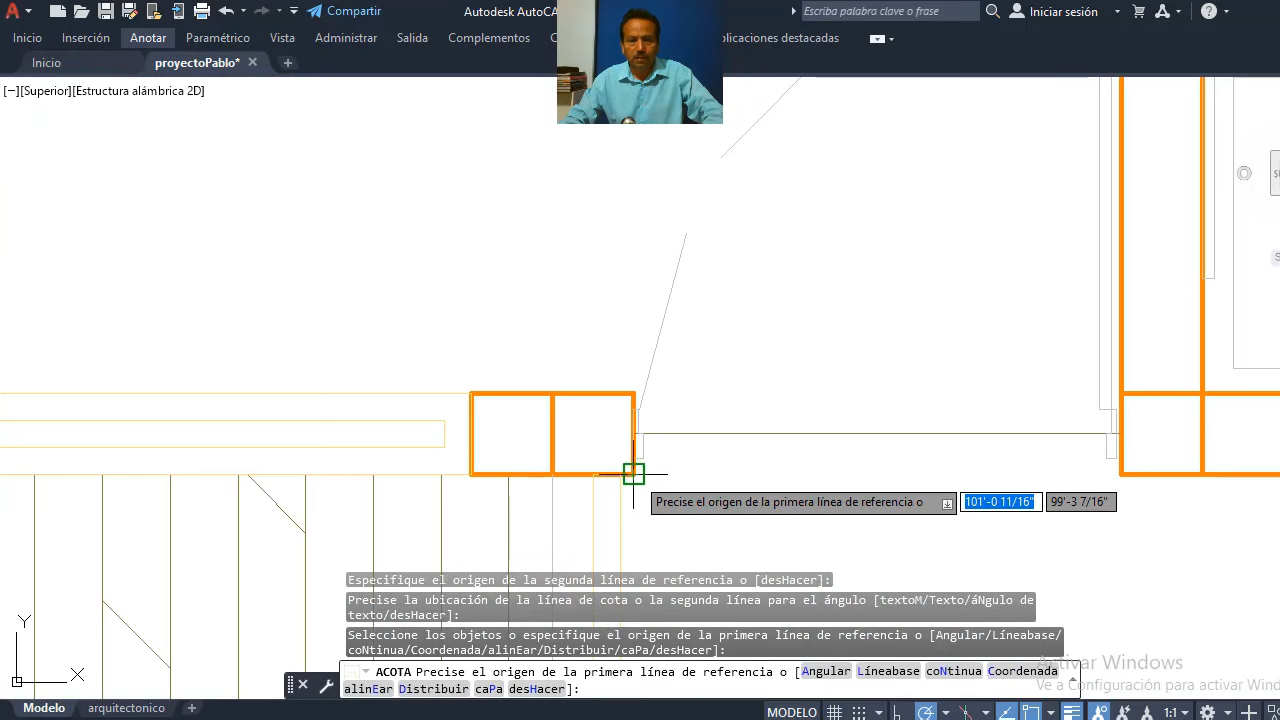 Compartir
Autodesk AutoCA
Escriba palabra clave o frase
Iniciar sesión
Inicio
Inserción
Anotar
Paramétrico
Vista
Administrar
Salida
Complementos
plicaciones destacadas
Inicio
proyectoPablo*
[−][Superior][Estructura alámbrica 2D]
Precise el origen de la primera línea de referencia o
101'-0 11/16"
99'-3 7/16"
Especifique el origen de la segunda línea de referencia o [desHacer]:
Precise la ubicación de la línea de cota o la segunda línea para el ángulo [textoM/Texto/áNgulo de
texto/desHacer]:
Seleccione los objetos o especifique el origen de la primera línea de referencia o [Angular/Líneabase/
coNtinua/Coordenada/alinEar/Distribuir/caPa/desHacer]:
ACOTA Precise el origen de la primera línea de referencia o [Angular Líneabase coNtinua Coordenada
alinEar Distribuir caPa desHacer]:
Activar Windows
Ve a Configuración para activar Wind
Y
X
Modelo
arquitectonico
MODELO
1:1